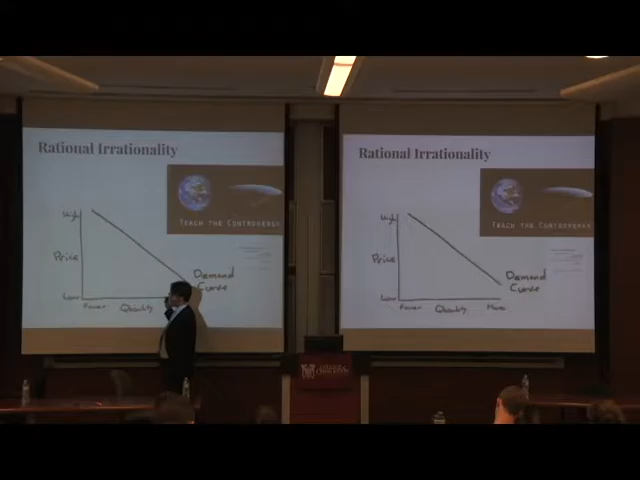 Rational Irrationality
TEACH THE CONTROVERSY
High
Price
Low
Fewer
Quantity
Demand
Curve
Rational Irrationality
TEACH THE CONTROVERSY
High
Price
Low
Fewer
Quantity
More
Demand
Curve